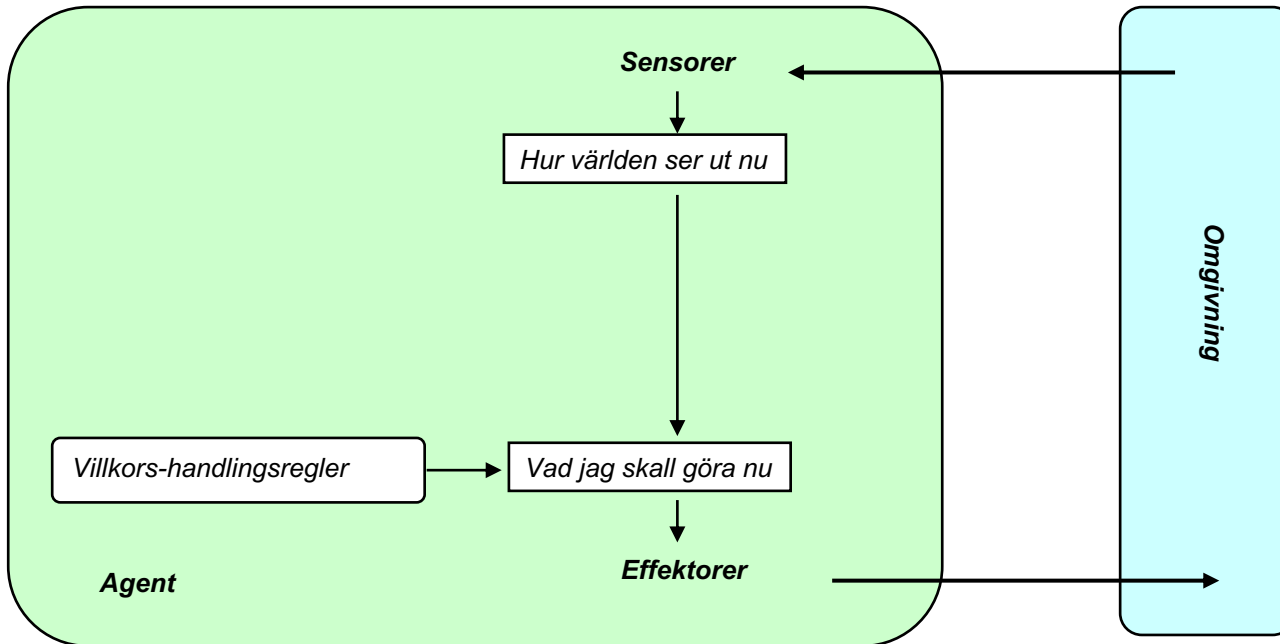 Sensorer
Hur världen ser ut nu
Omgivning
Villkors-handlingsregler
Vad jag skall göra nu
Effektorer
Agent